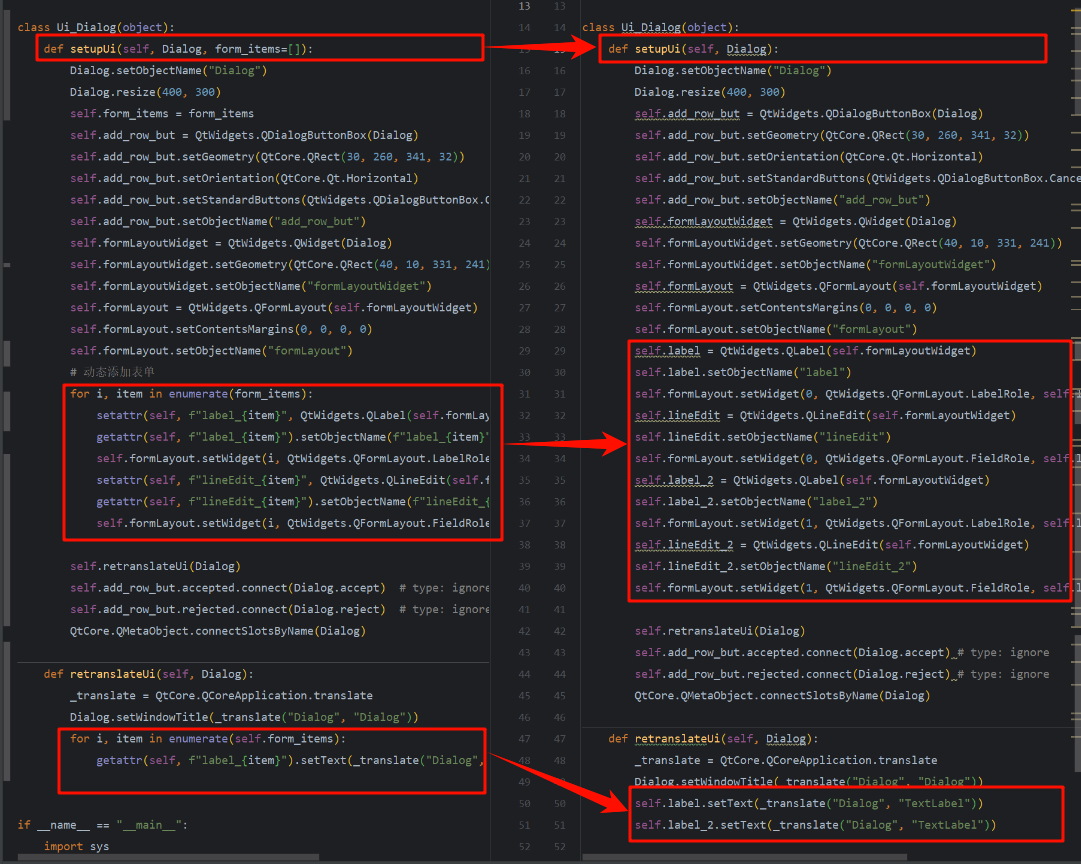 class Ui_Dialog(object):
def setupUi(self, Dialog, form_items=[]):
Dialog.setObjectName("Dialog")
Dialog.resize(400, 300)
self.form_items = form_items
self.add_row_but = QtWidgets.QDialogButtonBox(Dialog)
self.add_row_but.setGeometry(QtCore.QRect(30, 260, 341, 32))
self.add_row_but.setOrientation(QtCore.Qt.Horizontal)
self.add_row_but.setStandardButtons(QtWidgets.QDialogButtonBox.C
self.add_row_but.setObjectName("add_row_but")
self.formLayoutWidget = QtWidgets.QWidget(Dialog)
self.formLayoutWidget.setGeometry(QtCore.QRect(40, 10, 331, 241)
self.formLayoutWidget.setObjectName("formLayoutWidget")
self.formLayout = QtWidgets.QFormLayout(self.formLayoutWidget)
self.formLayout.setContentsMargins(0, 0, 0, 0)
self.formLayout.setObjectName("formLayout")
# 动态添加表单
for i, item in enumerate(form_items):
setattr(self, f"label_{item}", QtWidgets.QLabel(self.formLay
getattr(self, f"label_{item}").setObjectName(f"label_{item}"
self.formLayout.setWidget(i, QtWidgets.QFormLayout.LabelRole
setattr(self, f"lineEdit_{item}", QtWidgets.QLineEdit(self.f
getattr(self, f"lineEdit_{item}").setObjectName(f"lineEdit_{
self.formLayout.setWidget(i, QtWidgets.QFormLayout.FieldRole
self.retranslateUi(Dialog)
self.add_row_but.accepted.connect(Dialog.accept)  # type: ignore
self.add_row_but.rejected.connect(Dialog.reject)  # type: ignore
QtCore.QMetaObject.connectSlotsByName(Dialog)
def retranslateUi(self, Dialog):
_translate = QtCore.QCoreApplication.translate
Dialog.setWindowTitle(_translate("Dialog", "Dialog"))
for i, item in enumerate(self.form_items):
getattr(self, f"label_{item}").setText(_translate("Dialog",
if __name__ == "__main__":
import sys
13 13
14 14 class Ui_Dialog(object):
def setupUi(self, Dialog):
16 16 Dialog.setObjectName("Dialog")
17 17 Dialog.resize(400, 300)
18 18 self.add_row_but = QtWidgets.QDialogButtonBox(Dialog)
19 19 self.add_row_but.setGeometry(QtCore.QRect(30, 260, 341, 32))
20 20 self.add_row_but.setOrientation(QtCore.Qt.Horizontal)
21 21 self.add_row_but.setStandardButtons(QtWidgets.QDialogButtonBox.Cance
22 22 self.add_row_but.setObjectName("add_row_but")
23 23 self.formLayoutWidget = QtWidgets.QWidget(Dialog)
24 24 self.formLayoutWidget.setGeometry(QtCore.QRect(40, 10, 331, 241))
25 25 self.formLayoutWidget.setObjectName("formLayoutWidget")
26 26 self.formLayout = QtWidgets.QFormLayout(self.formLayoutWidget)
27 27 self.formLayout.setContentsMargins(0, 0, 0, 0)
28 28 self.formLayout.setObjectName("formLayout")
29 29 self.label = QtWidgets.QLabel(self.formLayoutWidget)
30 30 self.label.setObjectName("label")
31 31 self.formLayout.setWidget(0, QtWidgets.QFormLayout.LabelRole, self
32 32 self.lineEdit = QtWidgets.QLineEdit(self.formLayoutWidget)
33 33 self.lineEdit.setObjectName("lineEdit")
34 34 self.formLayout.setWidget(0, QtWidgets.QFormLayout.FieldRole, self
35 35 self.label_2 = QtWidgets.QLabel(self.formLayoutWidget)
36 36 self.label_2.setObjectName("label_2")
37 37 self.formLayout.setWidget(1, QtWidgets.QFormLayout.LabelRole, self
38 38 self.lineEdit_2 = QtWidgets.QLineEdit(self.formLayoutWidget)
39 39 self.lineEdit_2.setObjectName("lineEdit_2")
40 40 self.formLayout.setWidget(1, QtWidgets.QFormLayout.FieldRole, self
41 41
42 42 self.retranslateUi(Dialog)
43 43 self.add_row_but.accepted.connect(Dialog.accept) # type: ignore
44 44 self.add_row_but.rejected.connect(Dialog.reject) # type: ignore
45 45 QtCore.QMetaObject.connectSlotsByName(Dialog)
46 46
47 47 def retranslateUi(self, Dialog):
48 48 _translate = QtCore.QCoreApplication.translate
49 49 Dialog.setWindowTitle(_translate("Dialog", "Dialog"))
50 50 self.label.setText(_translate("Dialog", "TextLabel"))
51 51 self.label_2.setText(_translate("Dialog", "TextLabel"))
52 52